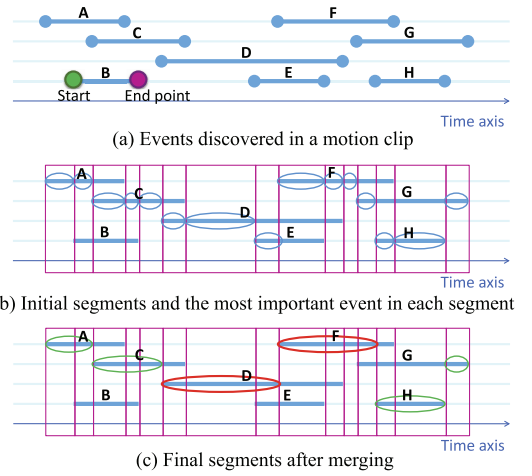 A F
C G
D
B E H
Start End point
Time axis
(a) Events discovered in a motion clip
A F
C G
D
B E H
Time axis
b) Initial segments and the most important event in each segment
A F
C G
D
B E H
Time axis
(c) Final segments after merging